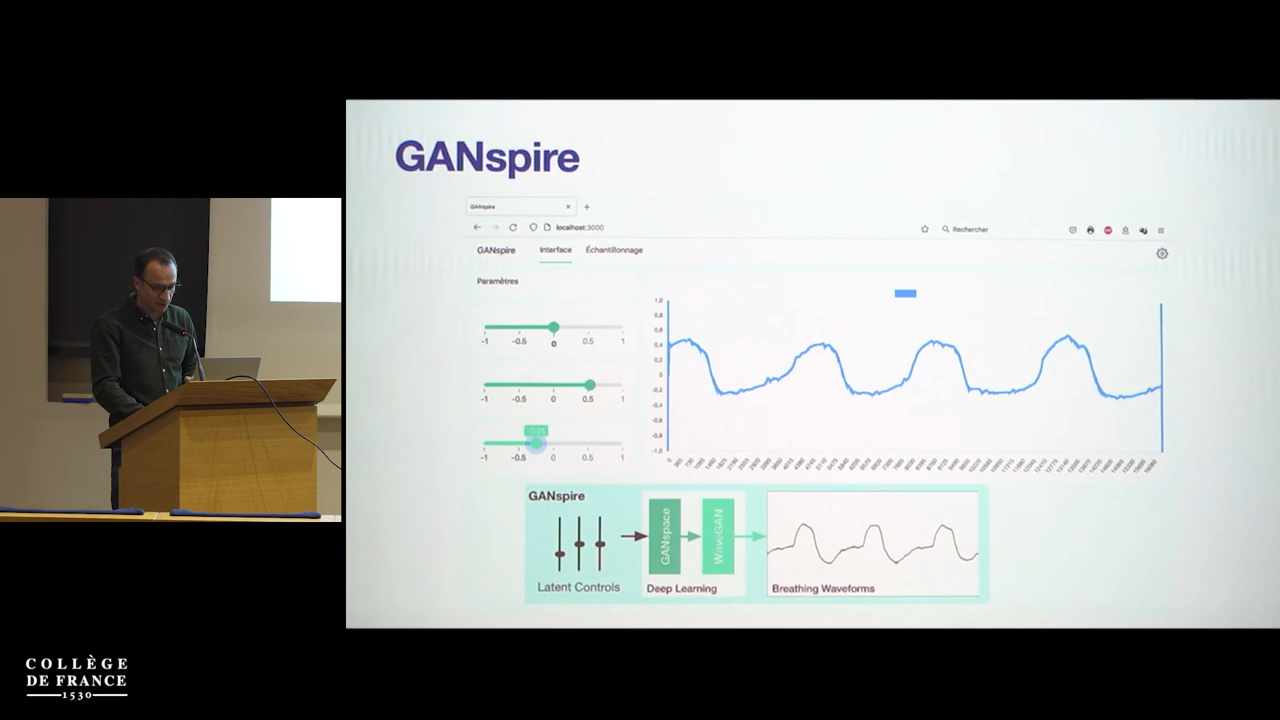 GANspire
GANspire
localhost:3000
Rechercher
GANspire Interface Échantillonnage
Paramètres
-1 -0.5 0 0.5 1
-1 -0.5 0 0.5 1
-1 -0.5 0 0.5 1
1,0
0,8
0,6
0,4
0,2
0
-0,2
-0,4
-0,6
-0,8
-1,0
GANspire
Latent Controls
GANspace
WaveGAN
Deep Learning
Breathing Waveforms
COLLÈGE
DE FRANCE
1530